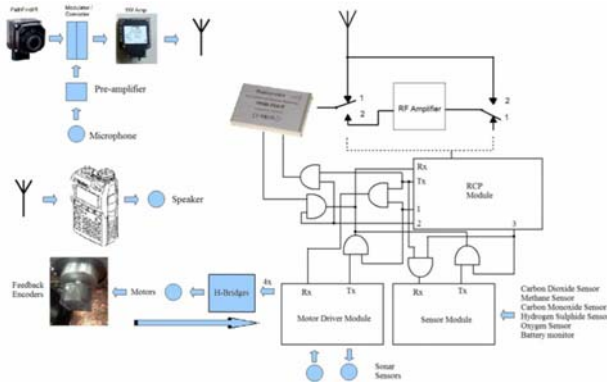 Modulator /
Converter
Pre-amplifier
Microphone
Speaker
Feedback
Encoders
Motors
H-Bridges
4x
1
2
RF Amplifier
2
1
Rx
Tx
1
2
RCP
Module
3
Rx
Tx
Motor Driver Module
Rx
Tx
Sensor Module
Sonar
Sensors
Carbon Dioxide Sensor
Methane Sensor
Carbon Monoxide Sensor
Hydrogen Sulphide Sensor
Oxygen Sensor
Battery monitor